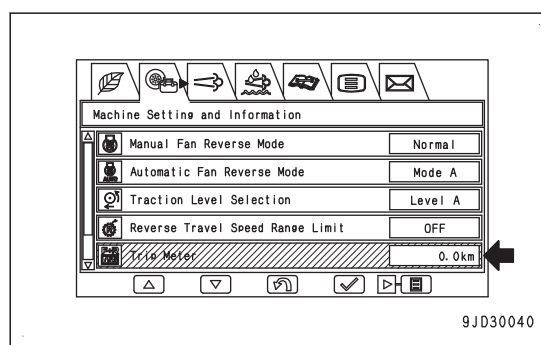 Machine Setting and Information
Manual Fan Reverse Mode
Normal
AUTO
Automatic Fan Reverse Mode
Mode A
Traction Level Selection
Level A
Reverse Travel Speed Range Limit
OFF
Trip Meter
0.0km
9JD30040